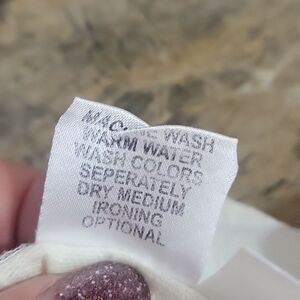 MACHINE WASH
WARM WATER
WASH COLORS
SEPERATELY
DRY MEDIUM
IRONING
OPTIONAL